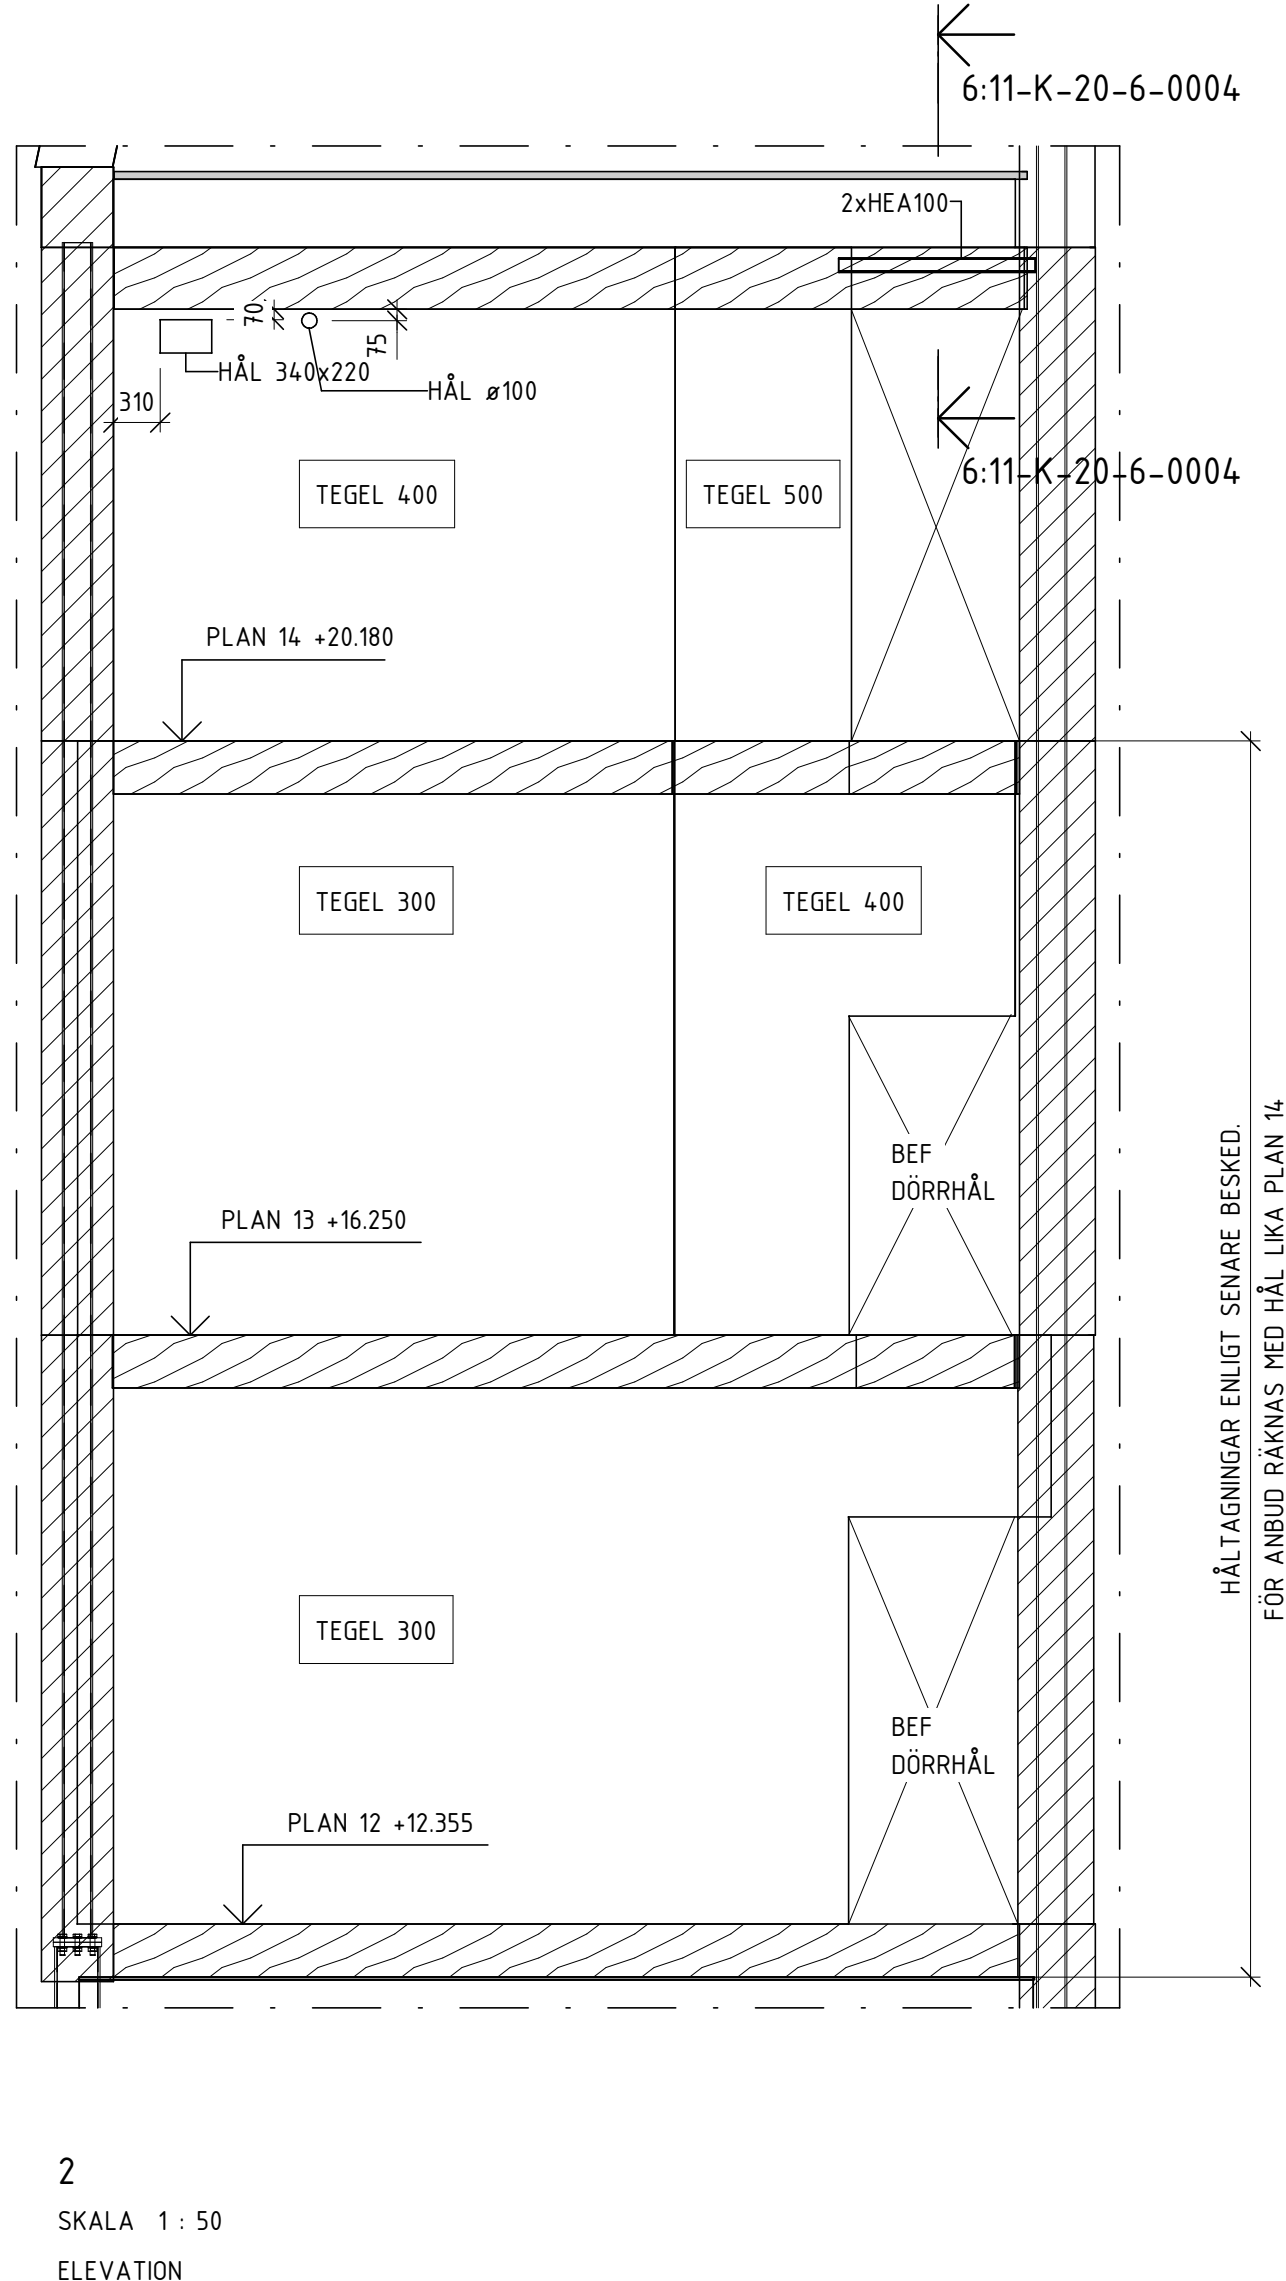 6:11-K-20-6-0004
2xHEA100
70
75
HÅL 340x220
HÅL ø100
310
6:11-K-20-6-0004
TEGEL 400
TEGEL 500
PLAN 14 +20.180
TEGEL 300
TEGEL 400
BEF
DÖRRHÅL
PLAN 13 +16.250
HÅLTAGNINGAR ENLIGT SENARE BESKED.
FÖR ANBUD RÄKNAS MED HÅL LIKA PLAN 14
TEGEL 300
BEF
DÖRRHÅL
PLAN 12 +12.355
2
SKALA 1 : 50
ELEVATION